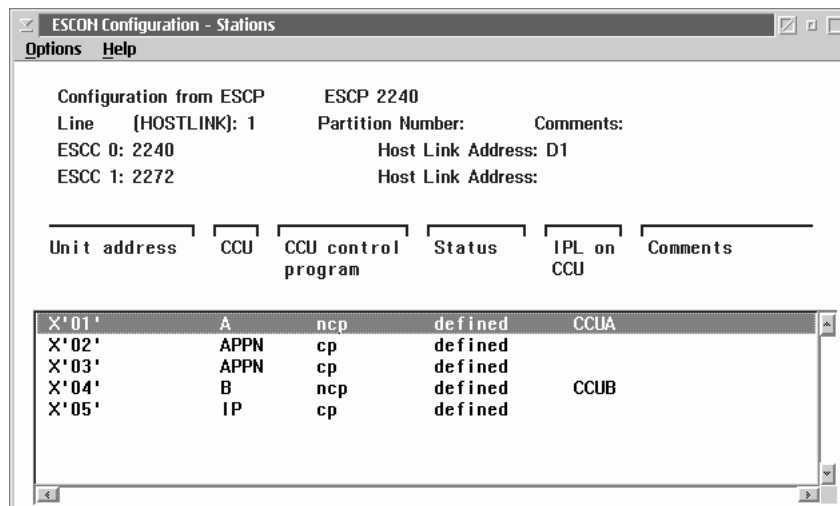 ESCON Configuration - Stations
Options Help
Configuration from ESCP ESCP 2240
Line (HOSTLINK): 1 Partition Number: Comments:
ESCC 0: 2240 Host Link Address: D1
ESCC 1: 2272 Host Link Address:
Unit address CCU CCU control Status IPL on Comments
program CCU
X'01' A ncp defined CCUA
X'02' APPN cp defined
X'03' APPN cp defined
X'04' B ncp defined CCUB
X'05' IP cp defined